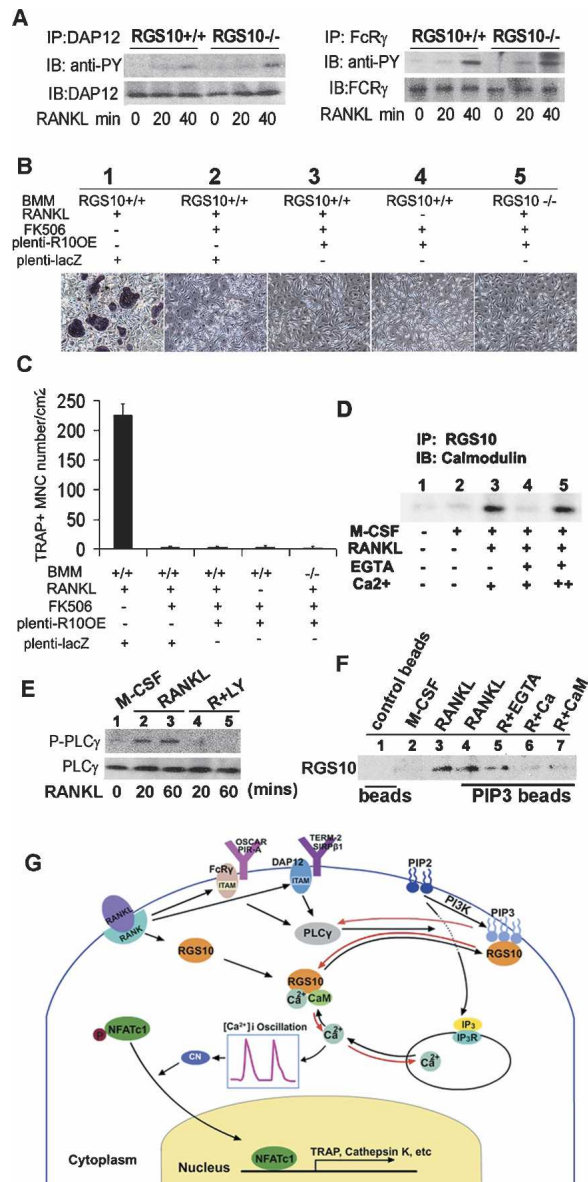 A
IP:DAP12 RGS10+/+ RGS10-/-
IB: anti-PY
IB:DAP12
RANKL min 0 20 40 0 20 40
IP: FcRγ RGS10+/+ RGS10-/-
IB: anti-PY
IB:FCRγ
RANKL min 0 20 40 0 20 40
B
1 2 3 4 5
BMM RGS10+/+ RGS10+/+ RGS10+/+ RGS10+/+ RGS10 -/-
RANKL + + + - +
FK506 - + + + +
plenti-R10OE - - + + +
plenti-lacZ + + - - -
C
TRAP+ MNC number/cm2
250
200
150
100
50
0
BMM +/+ +/+ +/+ +/+ -/-
RANKL + + + - +
FK506 - + + + +
plenti-R10OE - - + + +
plenti-lacZ + + - - -
D
IP: RGS10
IB: Calmodulin
1 2 3 4 5
M-CSF - + + + +
RANKL - - + + +
EGTA - - - + +
Ca2+ - - + + ++
E
M-CSF RANKL R+LY
1 2 3 4 5
P-PLCγ
PLCγ
RANKL 0 20 60 20 60 (mins)
F
control beads M-CSF RANKL RANKL R+EGTA R+Ca R+CaM
1 2 3 4 5 6 7
RGS10
beads PIP3 beads
G
OSCAR
PIR-A
TERM-2
SIRPβ1
FcRγ
ITAM
DAP12
ITAM
PIP2
PI3K
PIP3
RGS10
RANKL
RANK
PLCγ
RGS10
RGS10
Ca2+ CaM
IP3
IP3R
Ca2+
Ca2+
[Ca2+]i Oscillation
P NFATc1
CN
TRAP, Cathepsin K, etc
NFATc1
Cytoplasm
Nucleus